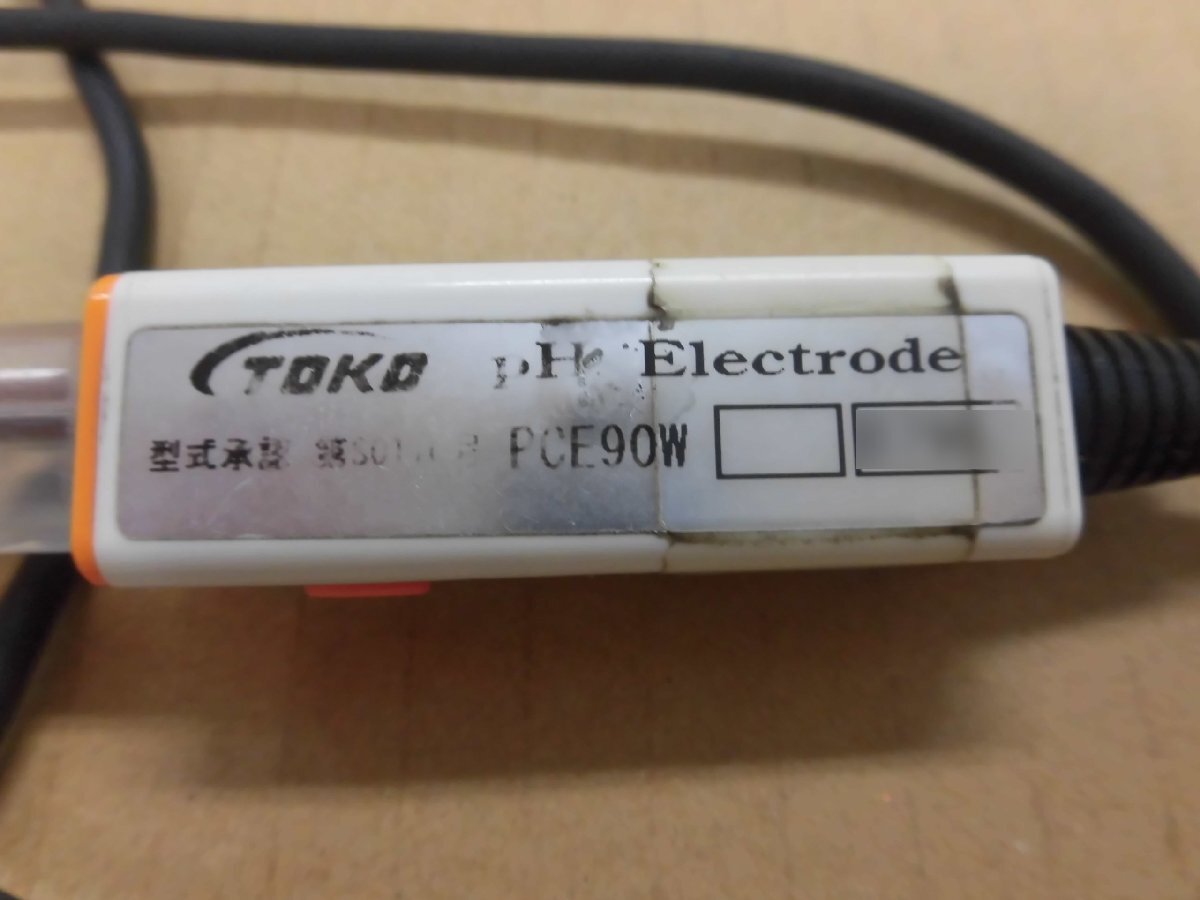 TOKO pH Electrode
型式承認 PCE90W